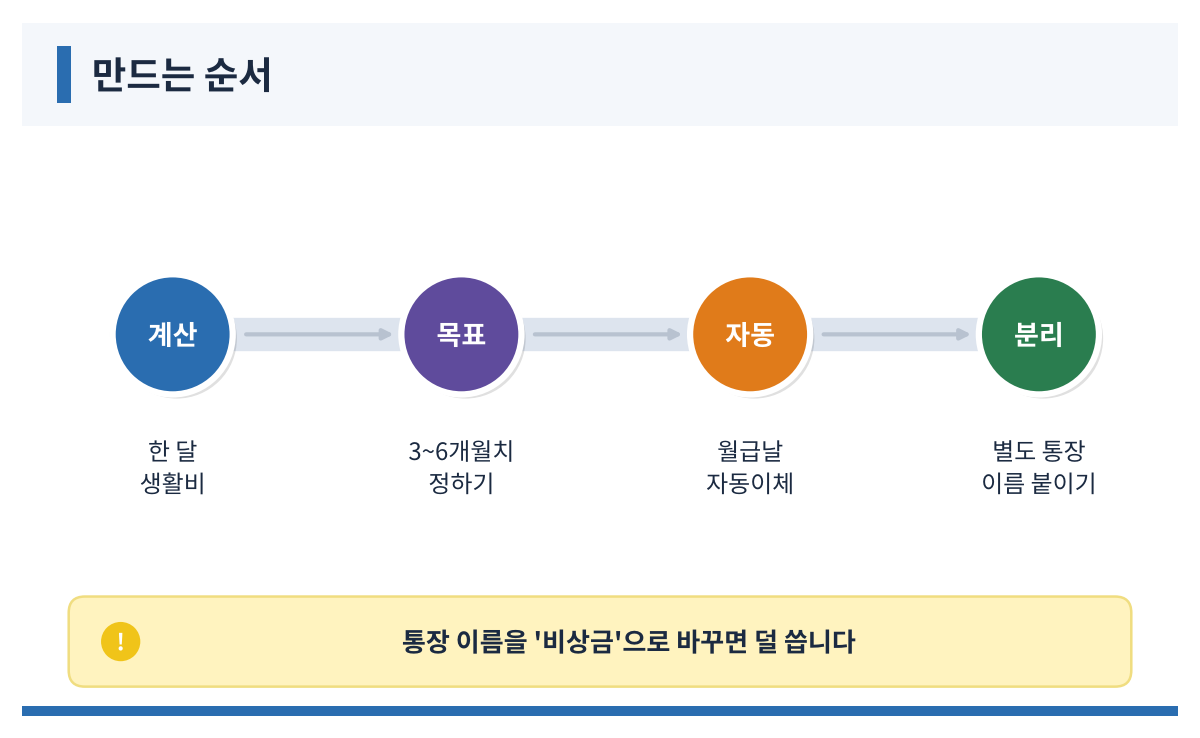 만드는 순서
계산
목표
자동
분리
한 달
생활비
3~6개월치
정하기
월급날
자동이체
별도 통장
이름 붙이기
!
통장 이름을 '비상금'으로 바꾸면 덜 씁니다